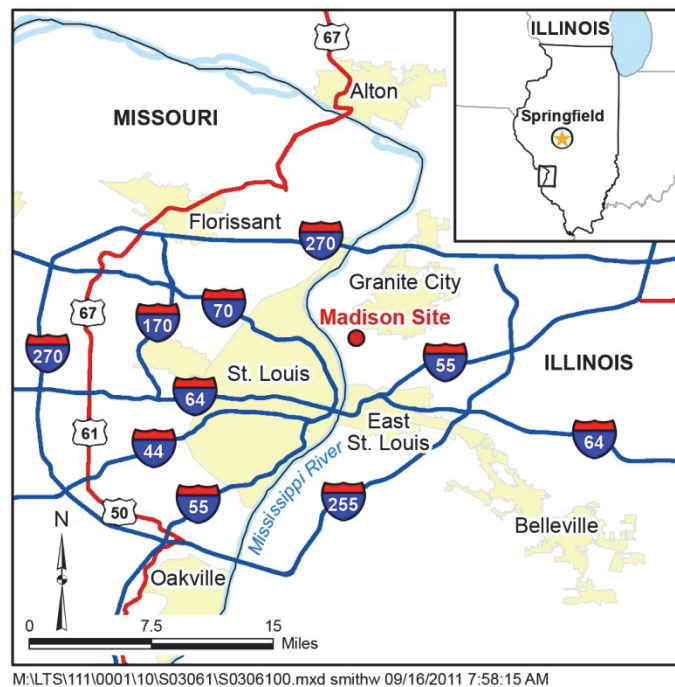 67
ILLINOIS
Alton
MISSOURI
Springfield
Florissant
270
Granite City
67
170
70
Madison Site
270
St. Louis
55
ILLINOIS
64
61
44
East
St. Louis
64
55
Mississippi River
255
50
Belleville
N
Oakville
0
7.5
15
Miles
M:\LTS\111\0001\10\S03061\S0306100.mxd smithw 09/16/2011 7:58:15 AM